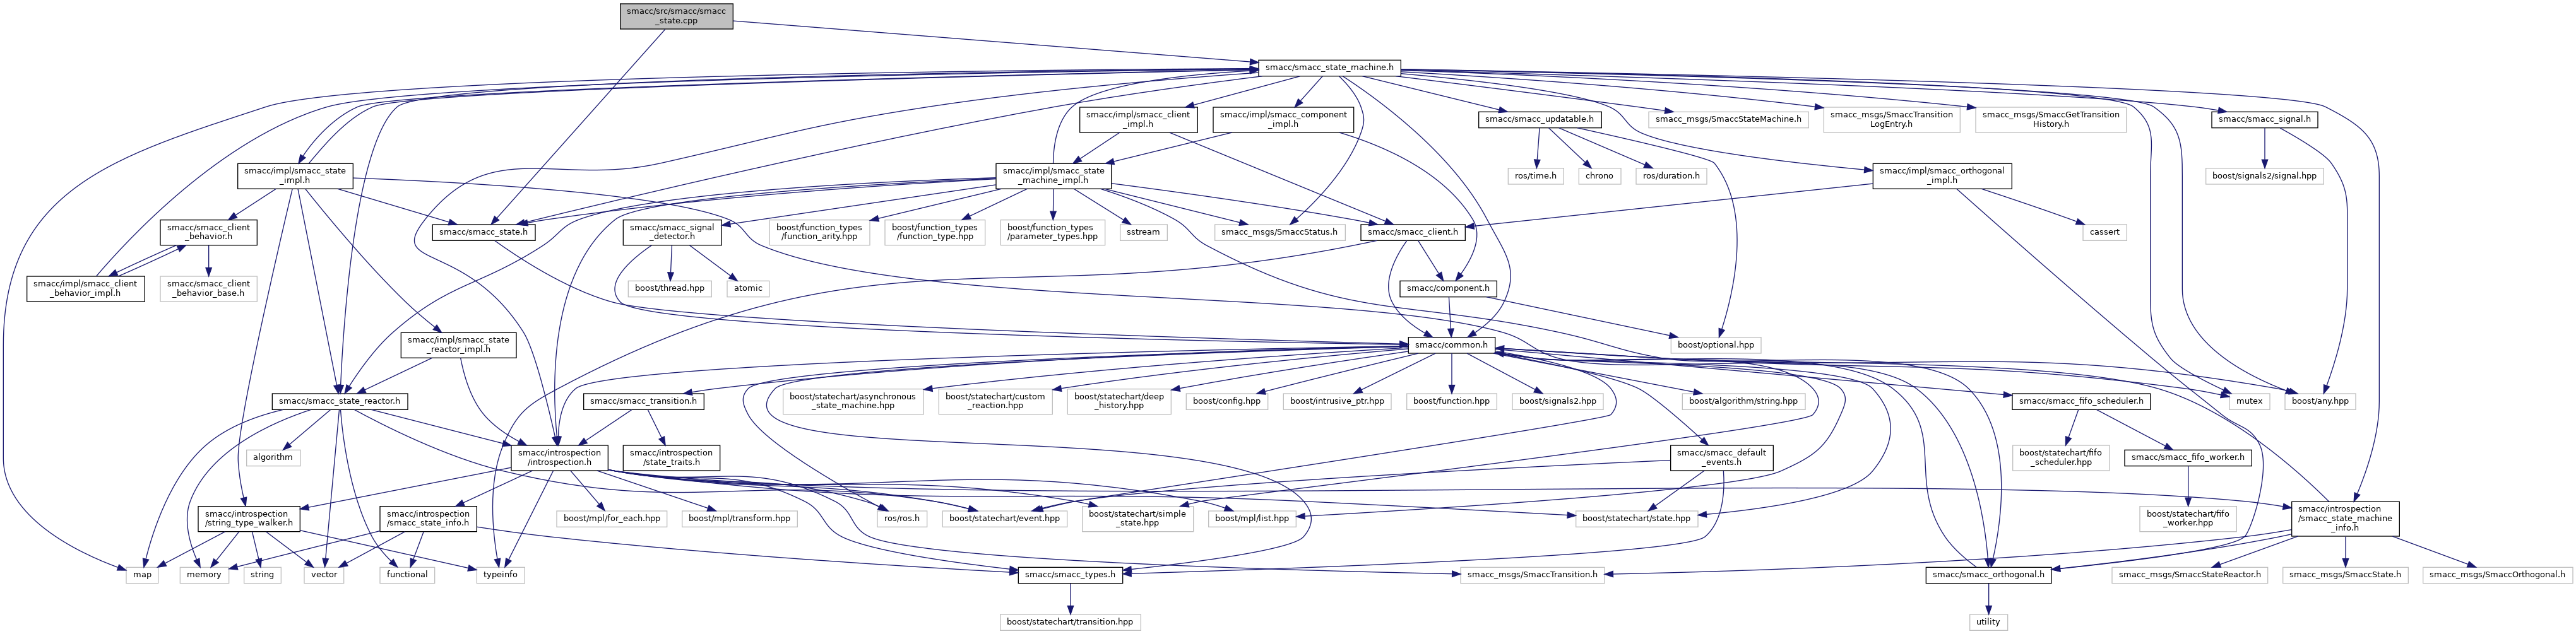 smacc/src/smacc/smacc
_state.cpp
smacc/smacc_state_machine.h
smacc/impl/smacc_client
_impl.h
smacc/impl/smacc_component
_impl.h
smacc/smacc_updatable.h
smacc_msgs/SmaccStateMachine.h
smacc_msgs/SmaccTransition
LogEntry.h
smacc_msgs/SmaccGetTransition
History.h
smacc/smacc_signal.h
smacc/impl/smacc_state
_impl.h
smacc/impl/smacc_state
_machine_impl.h
ros/time.h
chrono
ros/duration.h
smacc/impl/smacc_orthogonal
_impl.h
boost/signals2/signal.hpp
smacc/smacc_client
_behavior.h
smacc/smacc_state.h
smacc/smacc_signal
_detector.h
boost/function_types
/function_arity.hpp
boost/function_types
/function_type.hpp
boost/function_types
/parameter_types.hpp
sstream
smacc_msgs/SmaccStatus.h
smacc/smacc_client.h
cassert
smacc/impl/smacc_client
_behavior_impl.h
smacc/smacc_client
_behavior_base.h
boost/thread.hpp
atomic
smacc/component.h
smacc/impl/smacc_state
_reactor_impl.h
smacc/common.h
boost/optional.hpp
smacc/smacc_state_reactor.h
smacc/smacc_transition.h
boost/statechart/asynchronous
_state_machine.hpp
boost/statechart/custom
_reaction.hpp
boost/statechart/deep
_history.hpp
boost/config.hpp
boost/intrusive_ptr.hpp
boost/function.hpp
boost/signals2.hpp
boost/algorithm/string.hpp
smacc/smacc_fifo_scheduler.h
mutex
boost/any.hpp
algorithm
smacc/introspection
/introspection.h
smacc/introspection
/state_traits.h
smacc/smacc_default
_events.h
boost/statechart/fifo
_scheduler.hpp
smacc/smacc_fifo_worker.h
smacc/introspection
/string_type_walker.h
smacc/introspection
/smacc_state_info.h
boost/mpl/for_each.hpp
boost/mpl/transform.hpp
ros/ros.h
boost/statechart/event.hpp
boost/statechart/simple
_state.hpp
boost/mpl/list.hpp
boost/statechart/state.hpp
boost/statechart/fifo
_worker.hpp
smacc/introspection
/smacc_state_machine
_info.h
map
memory
string
vector
functional
typeinfo
smacc/smacc_types.h
smacc_msgs/SmaccTransition.h
smacc/smacc_orthogonal.h
smacc_msgs/SmaccStateReactor.h
smacc_msgs/SmaccState.h
smacc_msgs/SmaccOrthogonal.h
boost/statechart/transition.hpp
utility